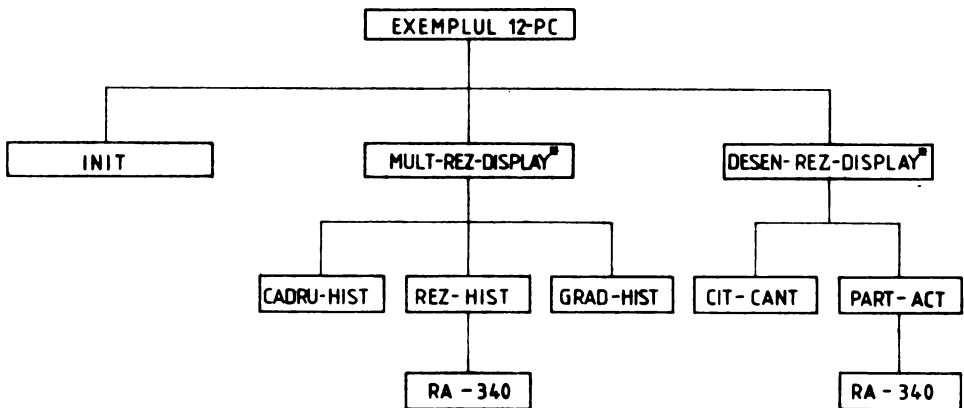 EXEMPLUL 12-PC
INIT
MULT-REZ-DISPLAY*
DESEN-REZ-DISPLAY*
CADRU-HIST
REZ-HIST
GRAD-HIST
CIT-CANT
PART-ACT
RA-340
RA-340